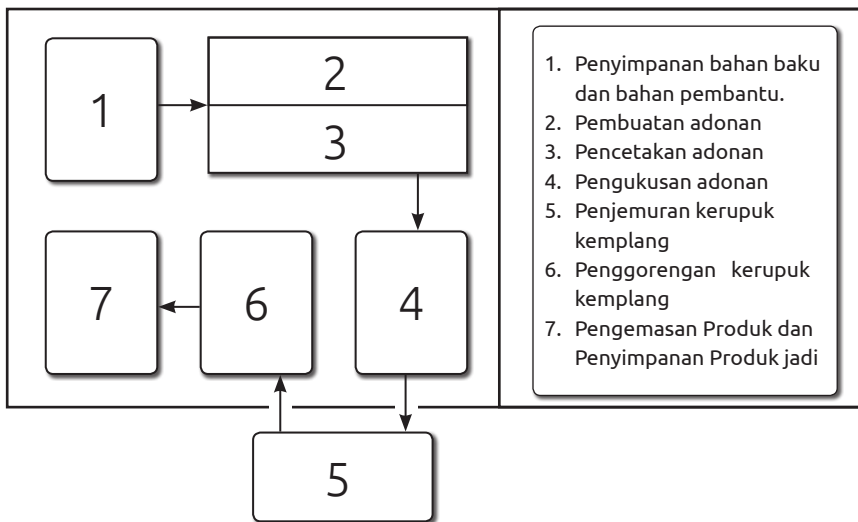 1
2
3
7
6
4
5
1. Penyimpanan bahan baku
dan bahan pembantu.
2. Pembuatan adonan
3. Pencetakan adonan
4. Pengukusan adonan
5. Penjemuran kerupuk
kemplang
6. Penggorengan kerupuk
kemplang
7. Pengemasan Produk dan
Penyimpanan Produk jadi